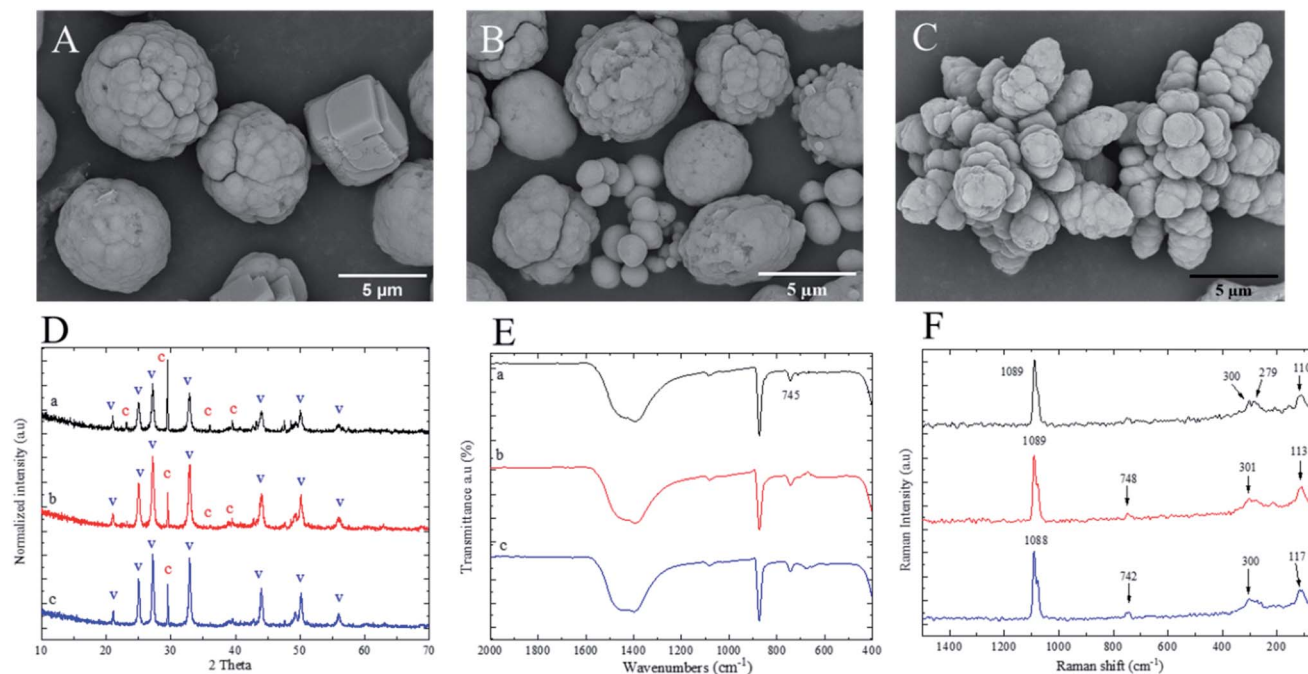 A
B
C
5 μm
5 μm
5 μm
D
E
F
Normalized intensity (a.u)
a
b
c
v c v v c v c c v v v
v v v c v c c v v v
v v v c v v v v
10 20 30 40 50 60 70
2 Theta
Transmittance a.u (%)
a
b
c
745
2000 1800 1600 1400 1200 1000 800 600 400
Wavenumbers (cm⁻¹)
Raman Intensity (a.u)
1089
300
279
1089
748
301
113
1088
742
300
117
1400 1200 1000 800 600 400 200
Raman shift (cm⁻¹)